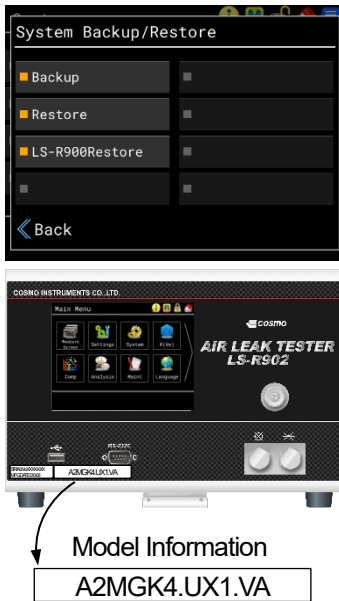 System Backup/Restore
Backup
Restore
LS-R900Restore
Back
COSMO INSTRUMENTS CO.,LTD.
Main Menu
COSMO
AIR LEAK TESTER
LS-R902
Measure
Screen
Settings
System
K(Ve)
Comp
Analysis
Maint
Language
RS-232C
A2MGK4.UX1.VA
Model Information
A2MGK4.UX1.VA